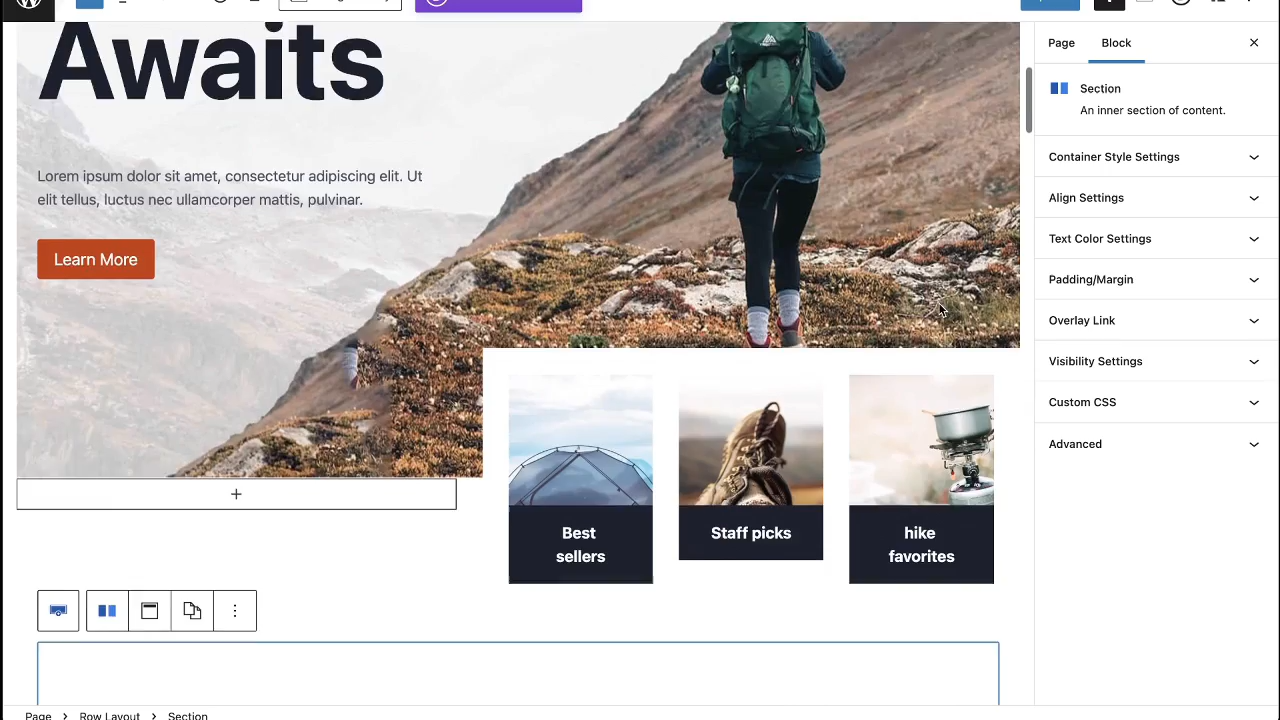 Awaits
Lorem ipsum dolor sit amet, consectetur adipiscing elit. Ut
elit tellus, luctus nec ullamcorper mattis, pulvinar.
Learn More
Best
sellers
Staff picks
hike
favorites
Page
Block
Section
An inner section of content.
Container Style Settings
Align Settings
Text Color Settings
Padding/Margin
Overlay Link
Visibility Settings
Custom CSS
Advanced
Page > Row Layout > Section